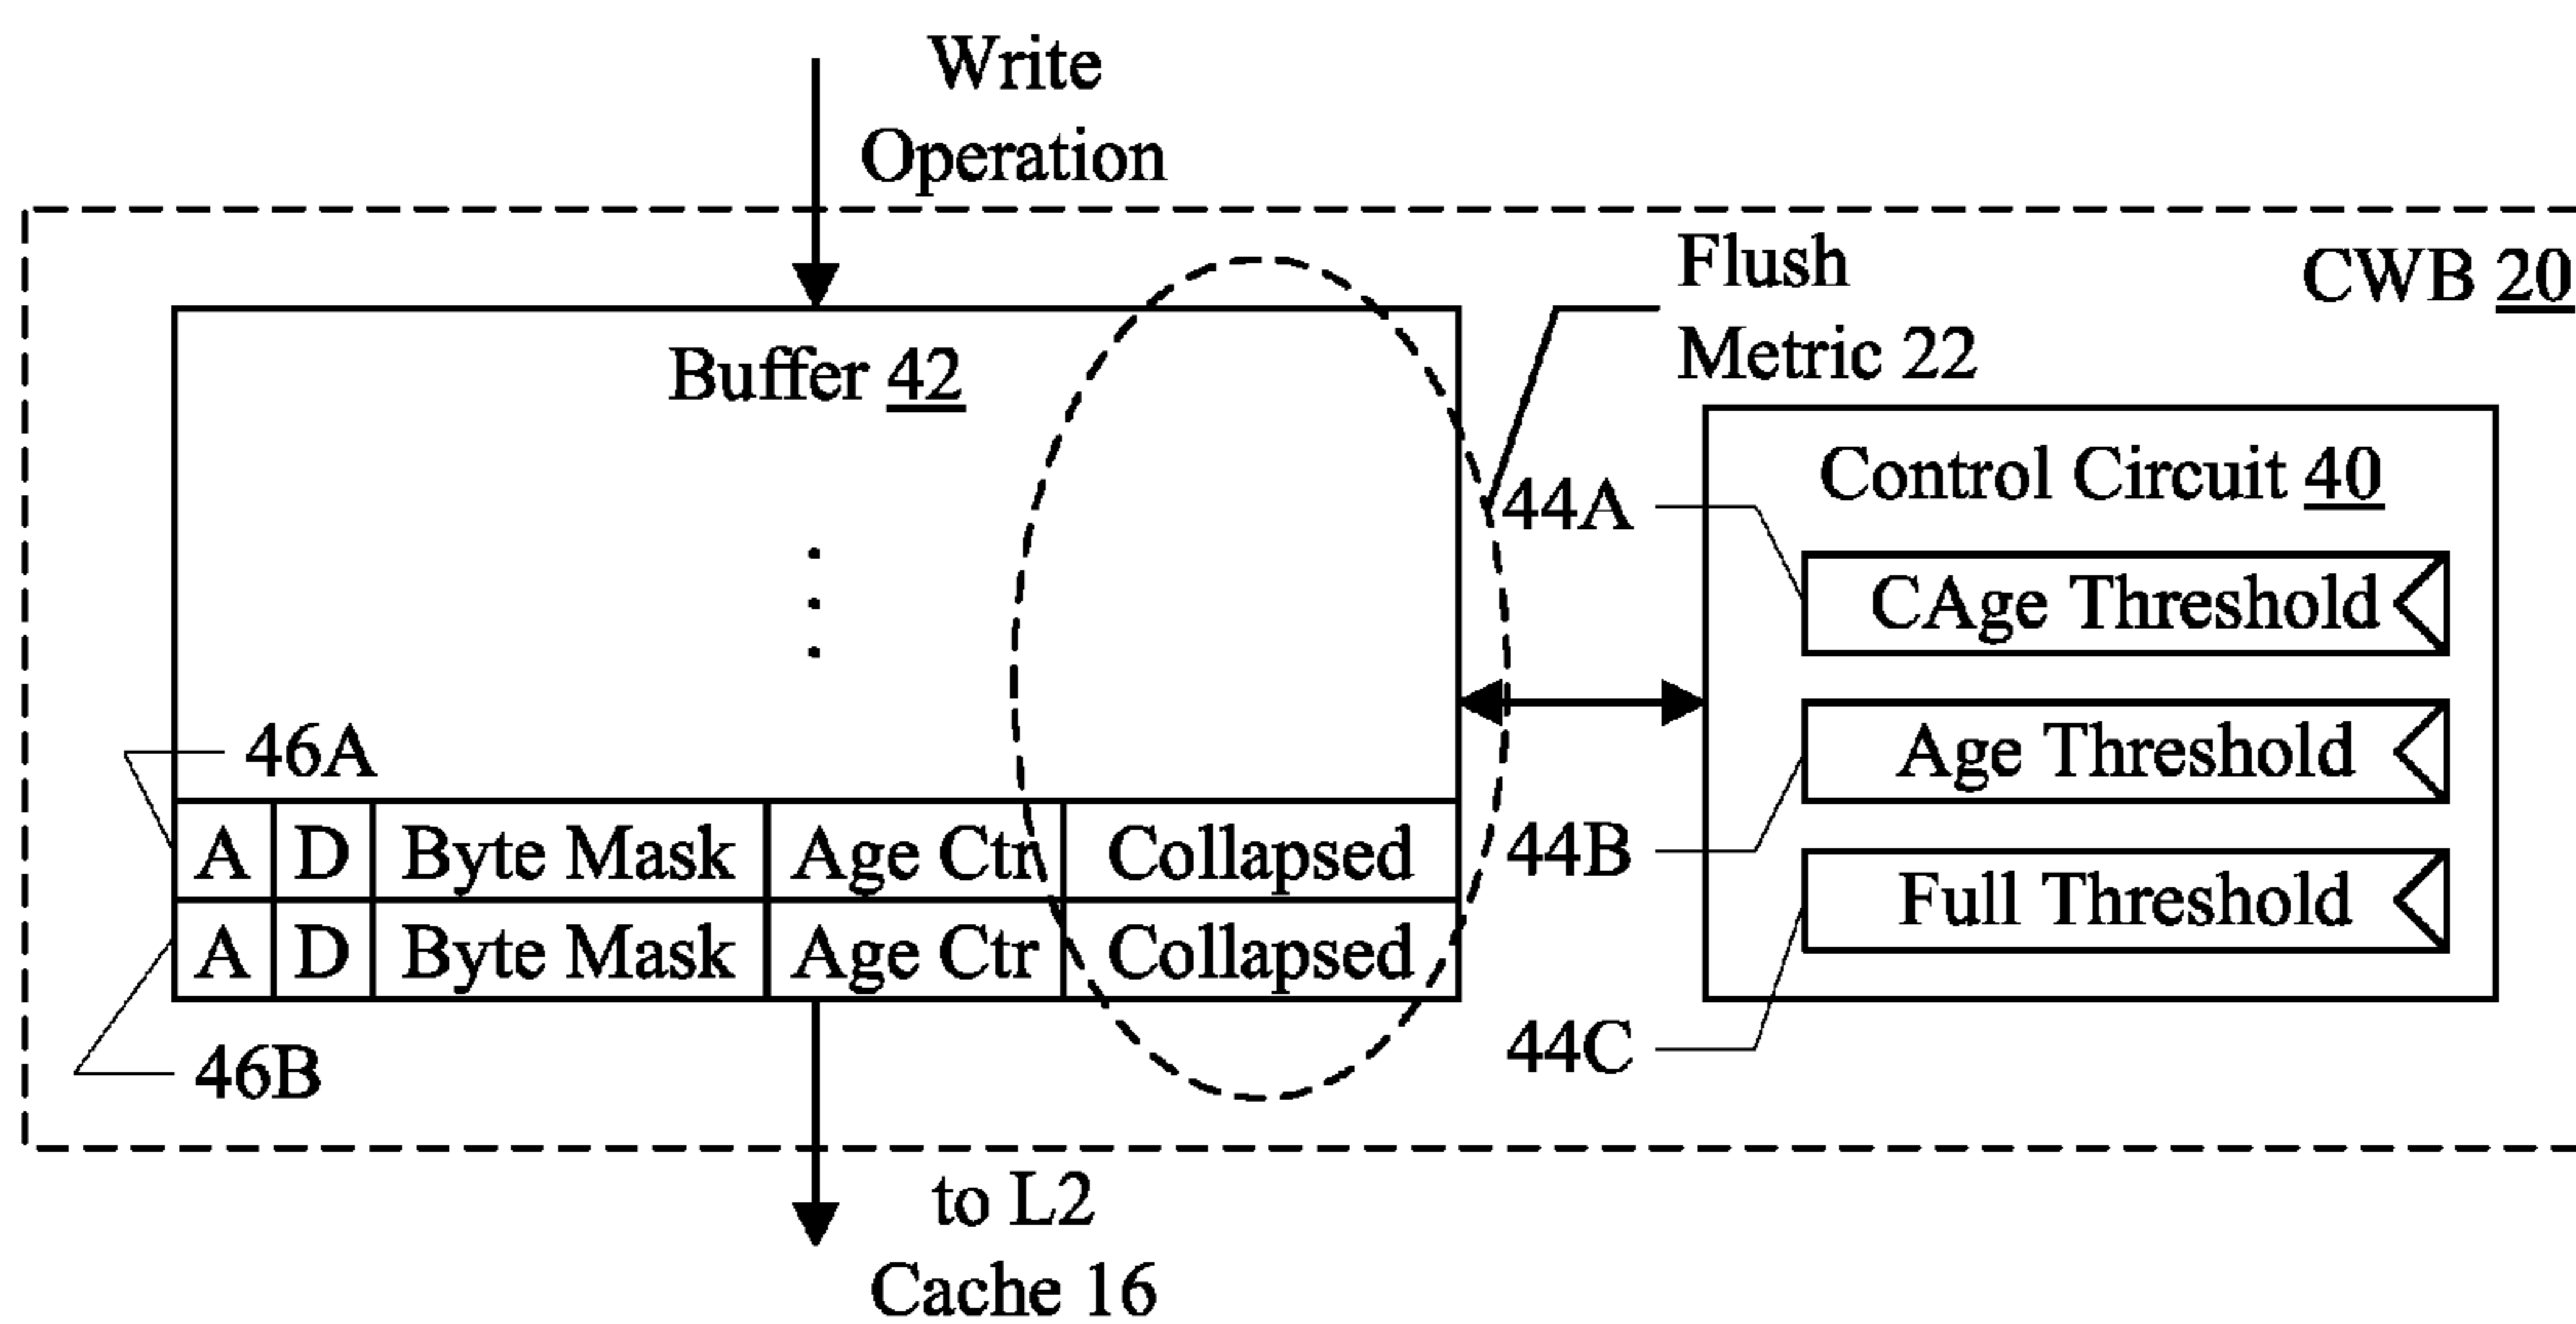 Write
Operation
Flush
Metric 22
CWB 20
Buffer 42
Control Circuit 40
44A
CAge Threshold
46A
Age Threshold
44B
A D Byte Mask Age Ctr Collapsed
Full Threshold
A D Byte Mask Age Ctr Collapsed
44C
46B
to L2
Cache 16